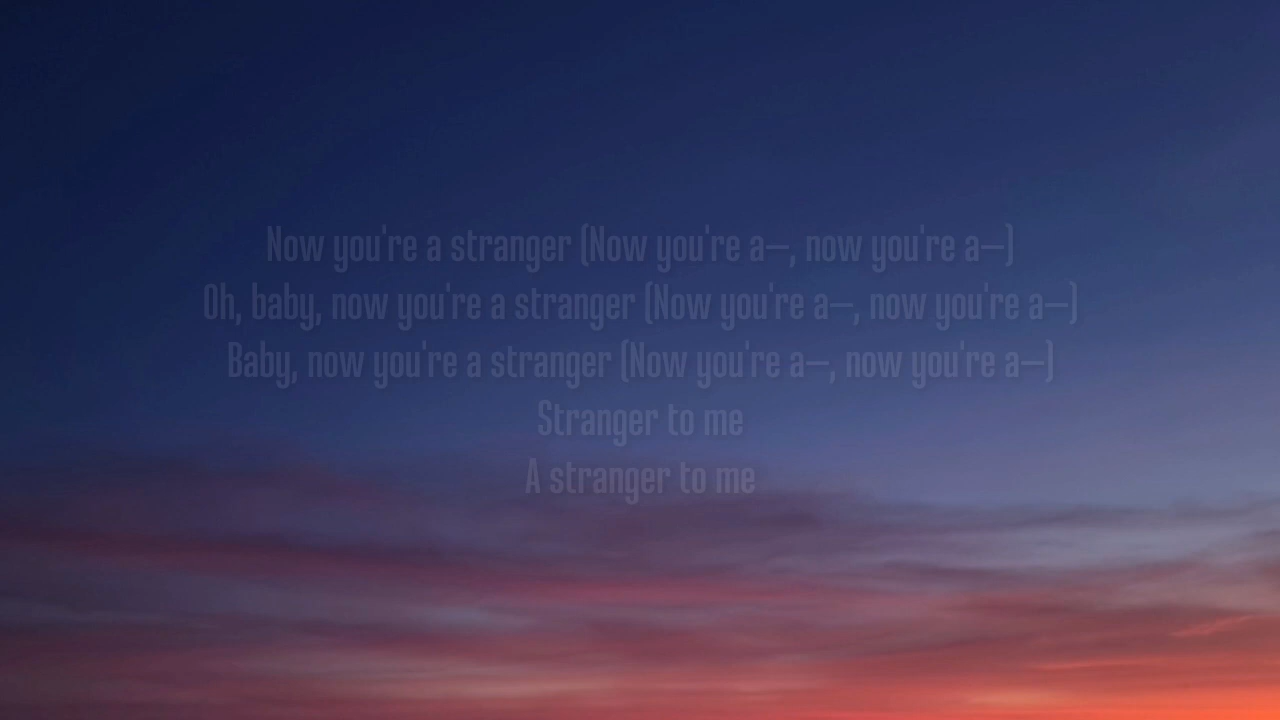 Now you're a stranger (Now you're a–, now you're a–)
Oh, baby, now you're a stranger (Now you're a–, now you're a–)
Baby, now you're a stranger (Now you're a–, now you're a–)
Stranger to me
A stranger to me